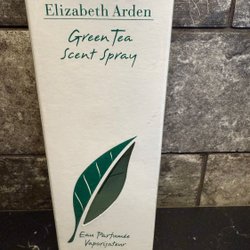 Elizabeth Arden
Green Tea
Scent Spray
Eau Parfumée
Vaporisateur